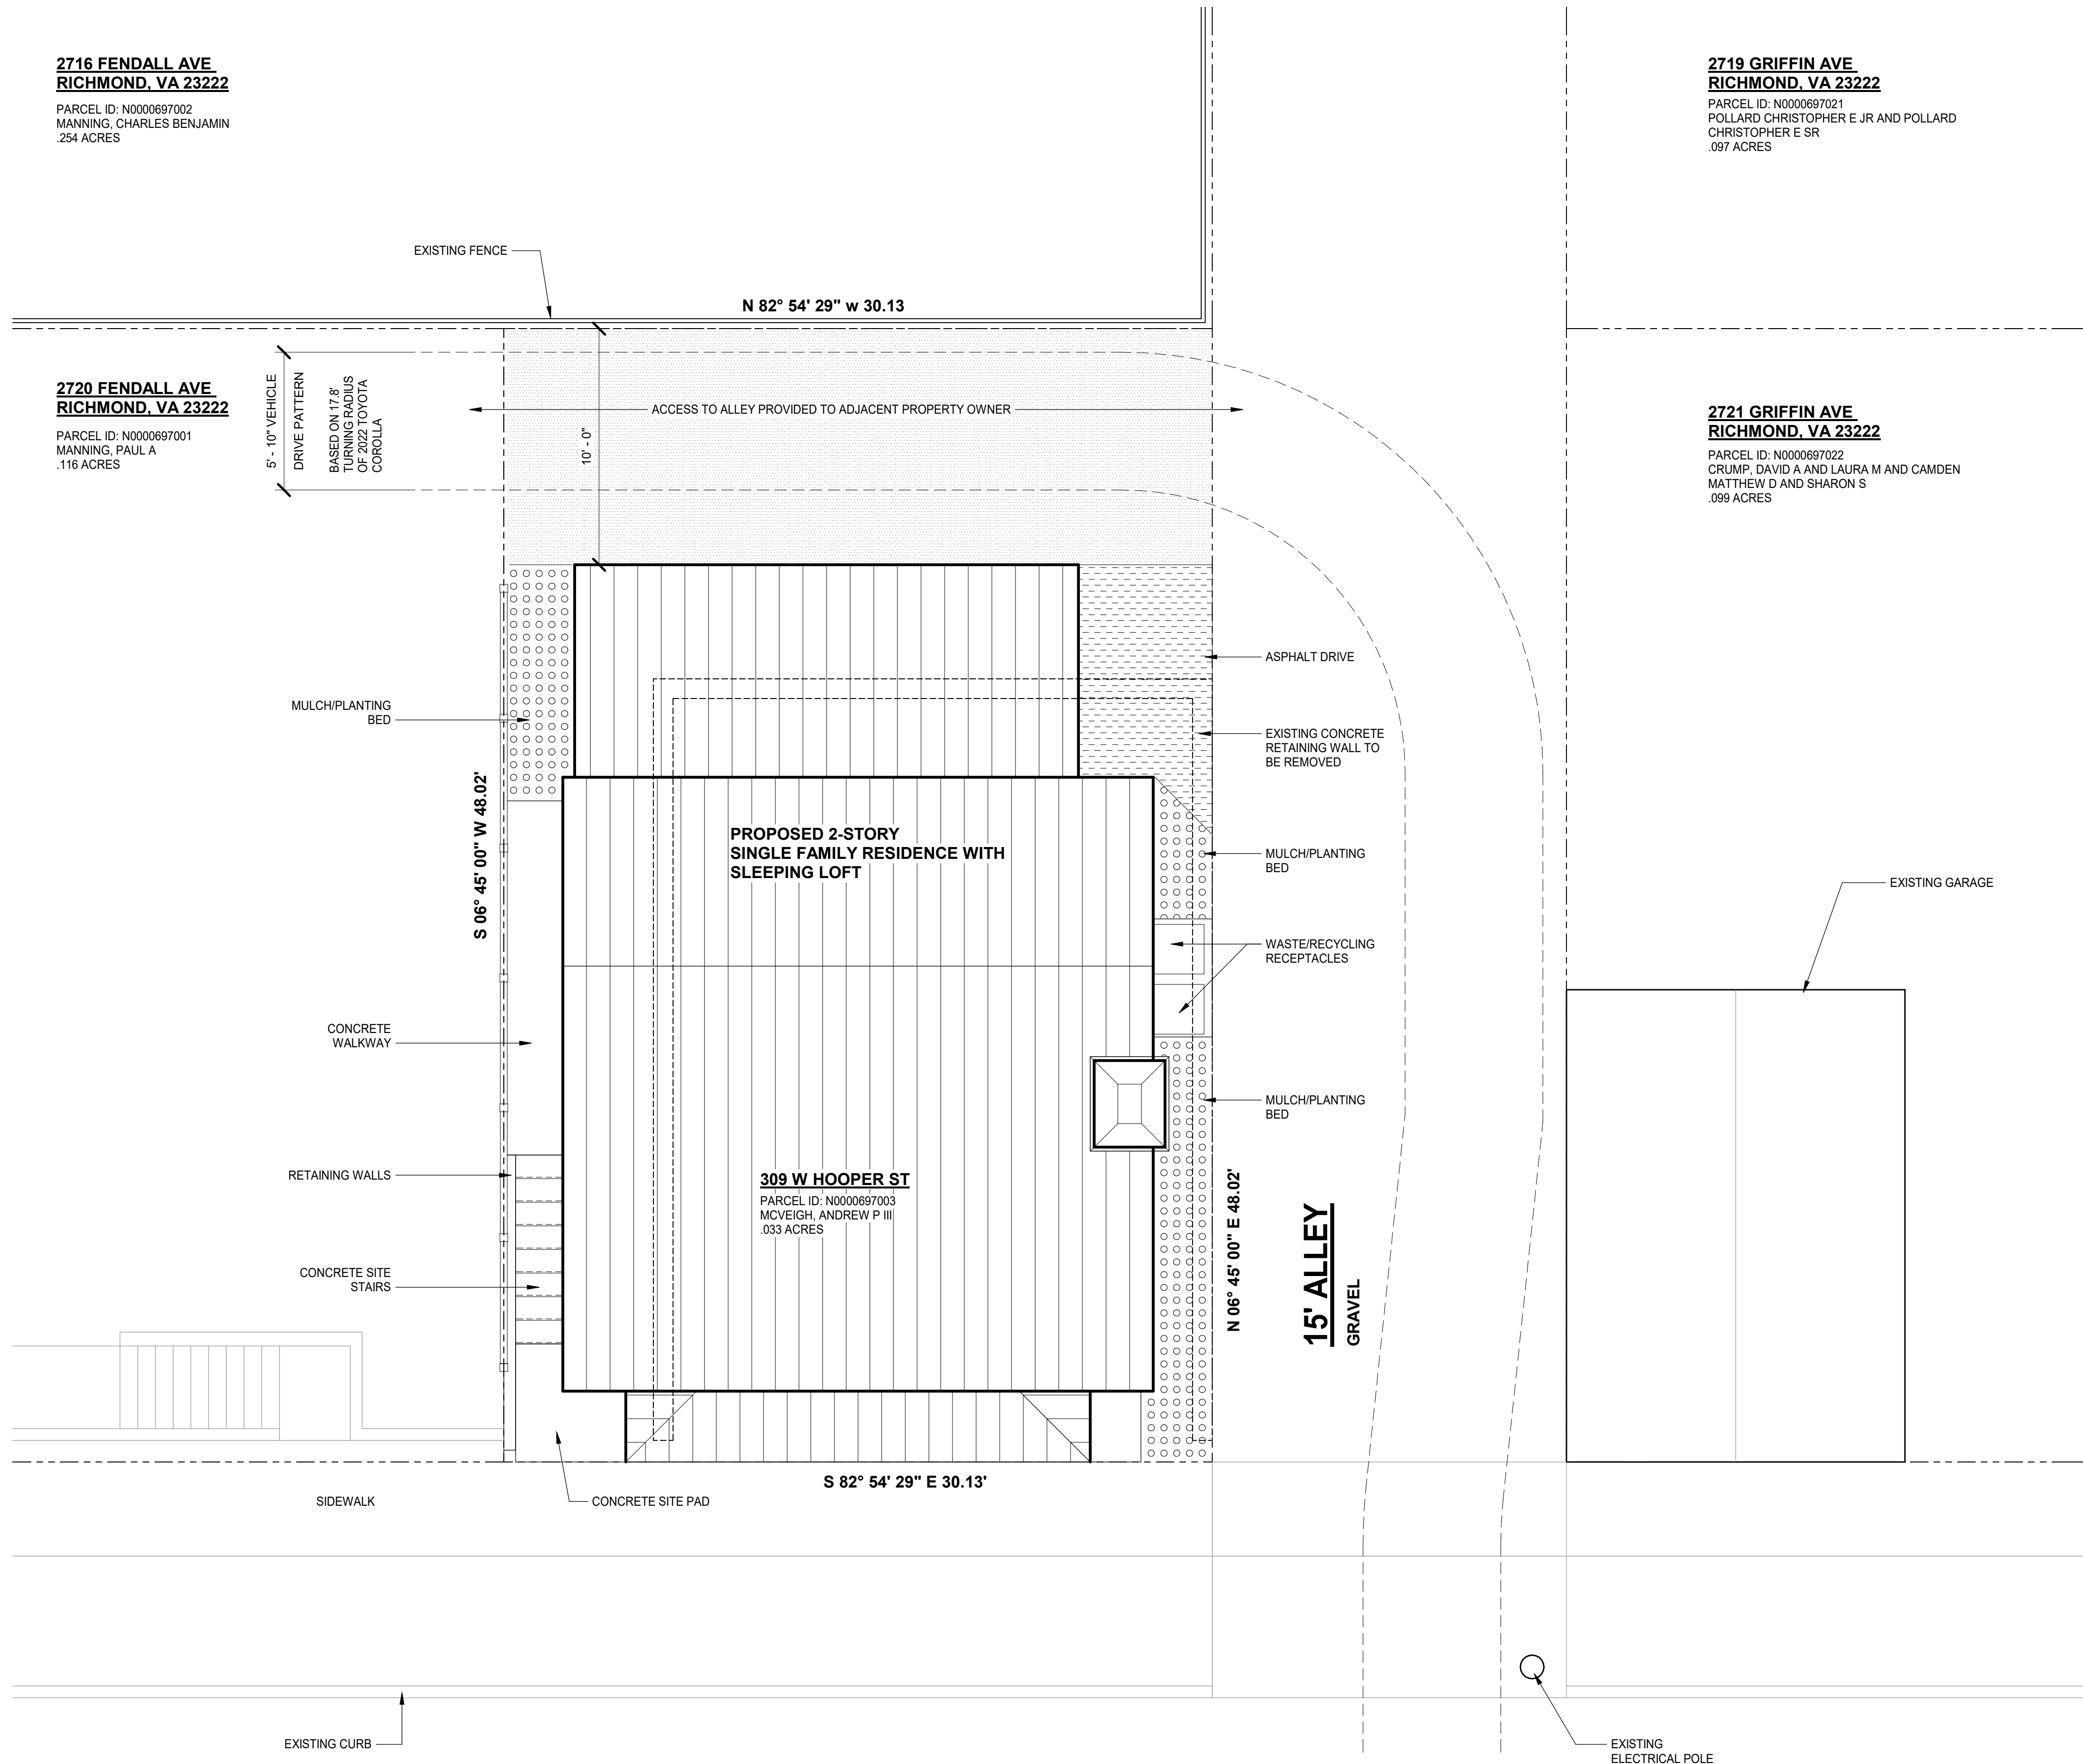 2716 FENDALL AVE
RICHMOND, VA 23222
PARCEL ID: N0000697002
MANNING, CHARLES BENJAMIN
.254 ACRES
2719 GRIFFIN AVE
RICHMOND, VA 23222
PARCEL ID: N0000697021
POLLARD CHRISTOPHER E JR AND POLLARD
CHRISTOPHER E SR
.097 ACRES
EXISTING FENCE
N 82° 54' 29" w 30.13
2720 FENDALL AVE
RICHMOND, VA 23222
PARCEL ID: N0000697001
MANNING, PAUL A
.116 ACRES
5' - 10" VEHICLE
DRIVE PATTERN
BASED ON 17.8'
TURNING RADIUS
OF 2022 TOYOTA
COROLLA
ACCESS TO ALLEY PROVIDED TO ADJACENT PROPERTY OWNER
10' - 0"
2721 GRIFFIN AVE
RICHMOND, VA 23222
PARCEL ID: N0000697022
CRUMP, DAVID A AND LAURA M AND CAMDEN
MATTHEW D AND SHARON S
.099 ACRES
ASPHALT DRIVE
MULCH/PLANTING
BED
EXISTING CONCRETE
RETAINING WALL TO
BE REMOVED
S 06° 45' 00" W 48.02'
PROPOSED 2-STORY
SINGLE FAMILY RESIDENCE WITH
SLEEPING LOFT
MULCH/PLANTING
BED
EXISTING GARAGE
WASTE/RECYCLING
RECEPTACLES
CONCRETE
WALKWAY
MULCH/PLANTING
BED
RETAINING WALLS
309 W HOOPER ST
PARCEL ID: N0000697003
MCVEIGH, ANDREW P III
.033 ACRES
N 06° 45' 00" E 48.02'
15' ALLEY
GRAVEL
CONCRETE SITE
STAIRS
S 82° 54' 29" E 30.13'
SIDEWALK
CONCRETE SITE PAD
EXISTING CURB
EXISTING
ELECTRICAL POLE